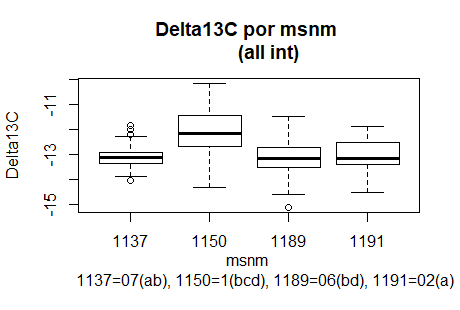 Delta13C por msnm
(all int)
Delta13C
-11
-13
-15
1137 1150 1189 1191
msnm
1137=07(ab), 1150=1(bcd), 1189=06(bd), 1191=02(a)